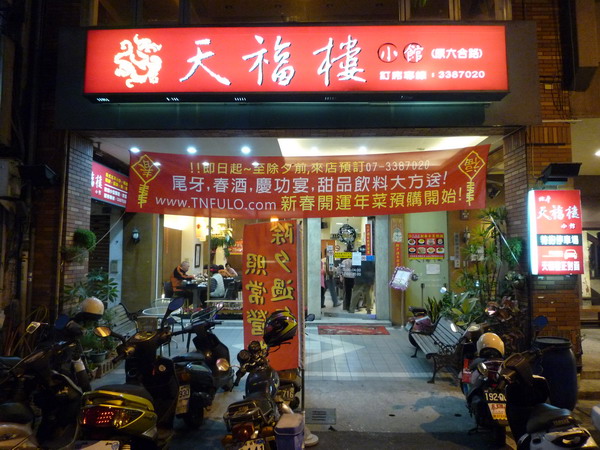 天福樓 小館 (原六合路)
訂席專線：3387020
!!即日起~至除夕前,來店預訂07-3387020
尾牙,春酒,慶功宴,甜品飲料大方送!
www.TNFULO.com 新春開運年菜預購開始!
除夕過
照常營
天福樓
小館